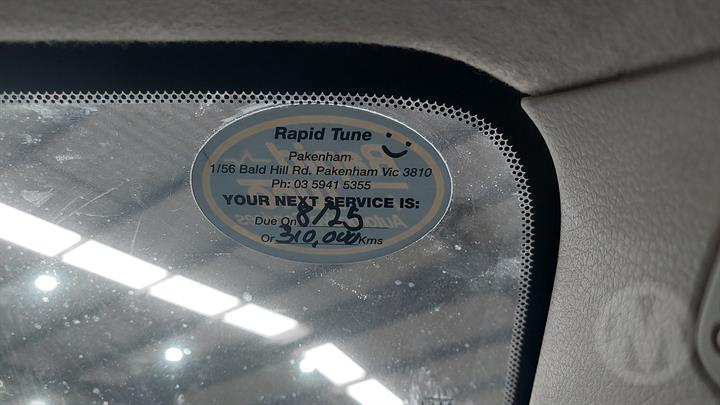 Rapid Tune
Pakenham
1/56 Bald Hill Rd. Pakenham Vic 3810
Ph: 03 5941 5355
YOUR NEXT SERVICE IS:
Due On 8/25
Or 310,000 Kms